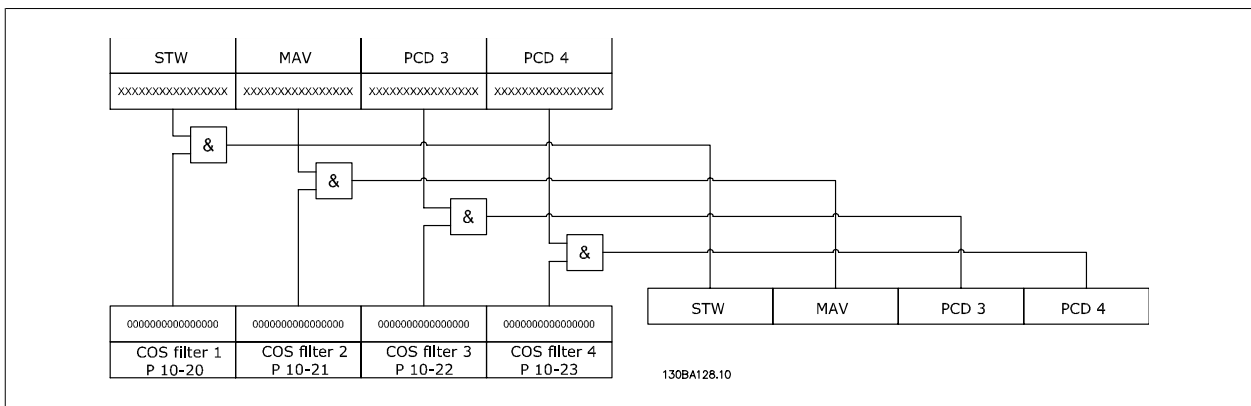 STW MAV PCD 3 PCD 4
XXXXXXXXXXXXXXXX XXXXXXXXXXXXXXXX XXXXXXXXXXXXXXXX XXXXXXXXXXXXXXXX
&
&
&
&
STW MAV PCD 3 PCD 4
0000000000000000 0000000000000000 0000000000000000 0000000000000000
COS filter 1 COS filter 2 COS filter 3 COS filter 4
P 10-20 P 10-21 P 10-22 P 10-23
130BA128.10